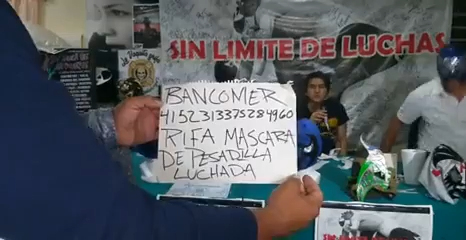 SIN LIMITE DE LUCHAS
BANCOMER
4152313375284960
RIFA MASCARA
DE PESADILLA
LUCHADA